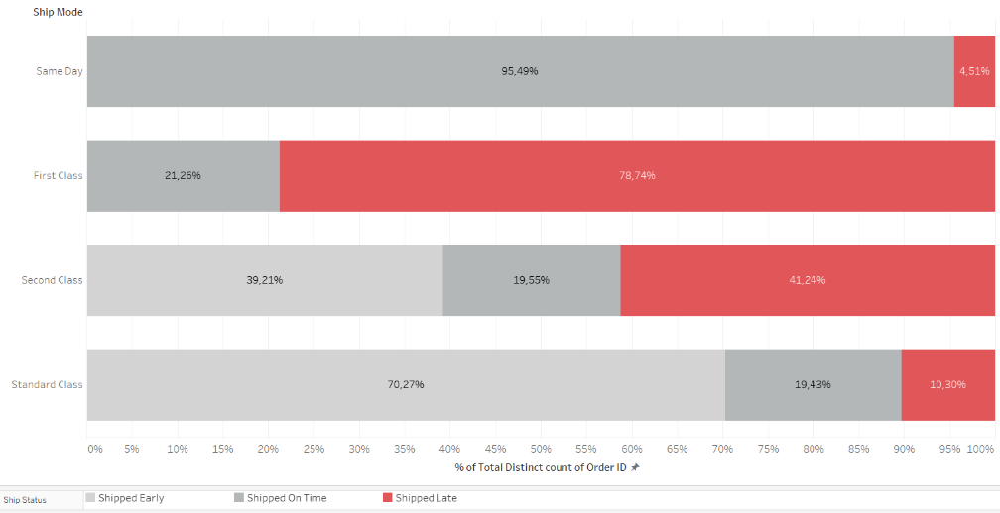 Ship Mode
Same Day
95,49%
4,51%
First Class
21,26%
78,74%
Second Class
39,21%
19,55%
41,24%
Standard Class
70,27%
19,43%
10,30%
0% 5% 10% 15% 20% 25% 30% 35% 40% 45% 50% 55% 60% 65% 70% 75% 80% 85% 90% 95% 100%
% of Total Distinct count of Order ID
Ship Status
Shipped Early
Shipped On Time
Shipped Late